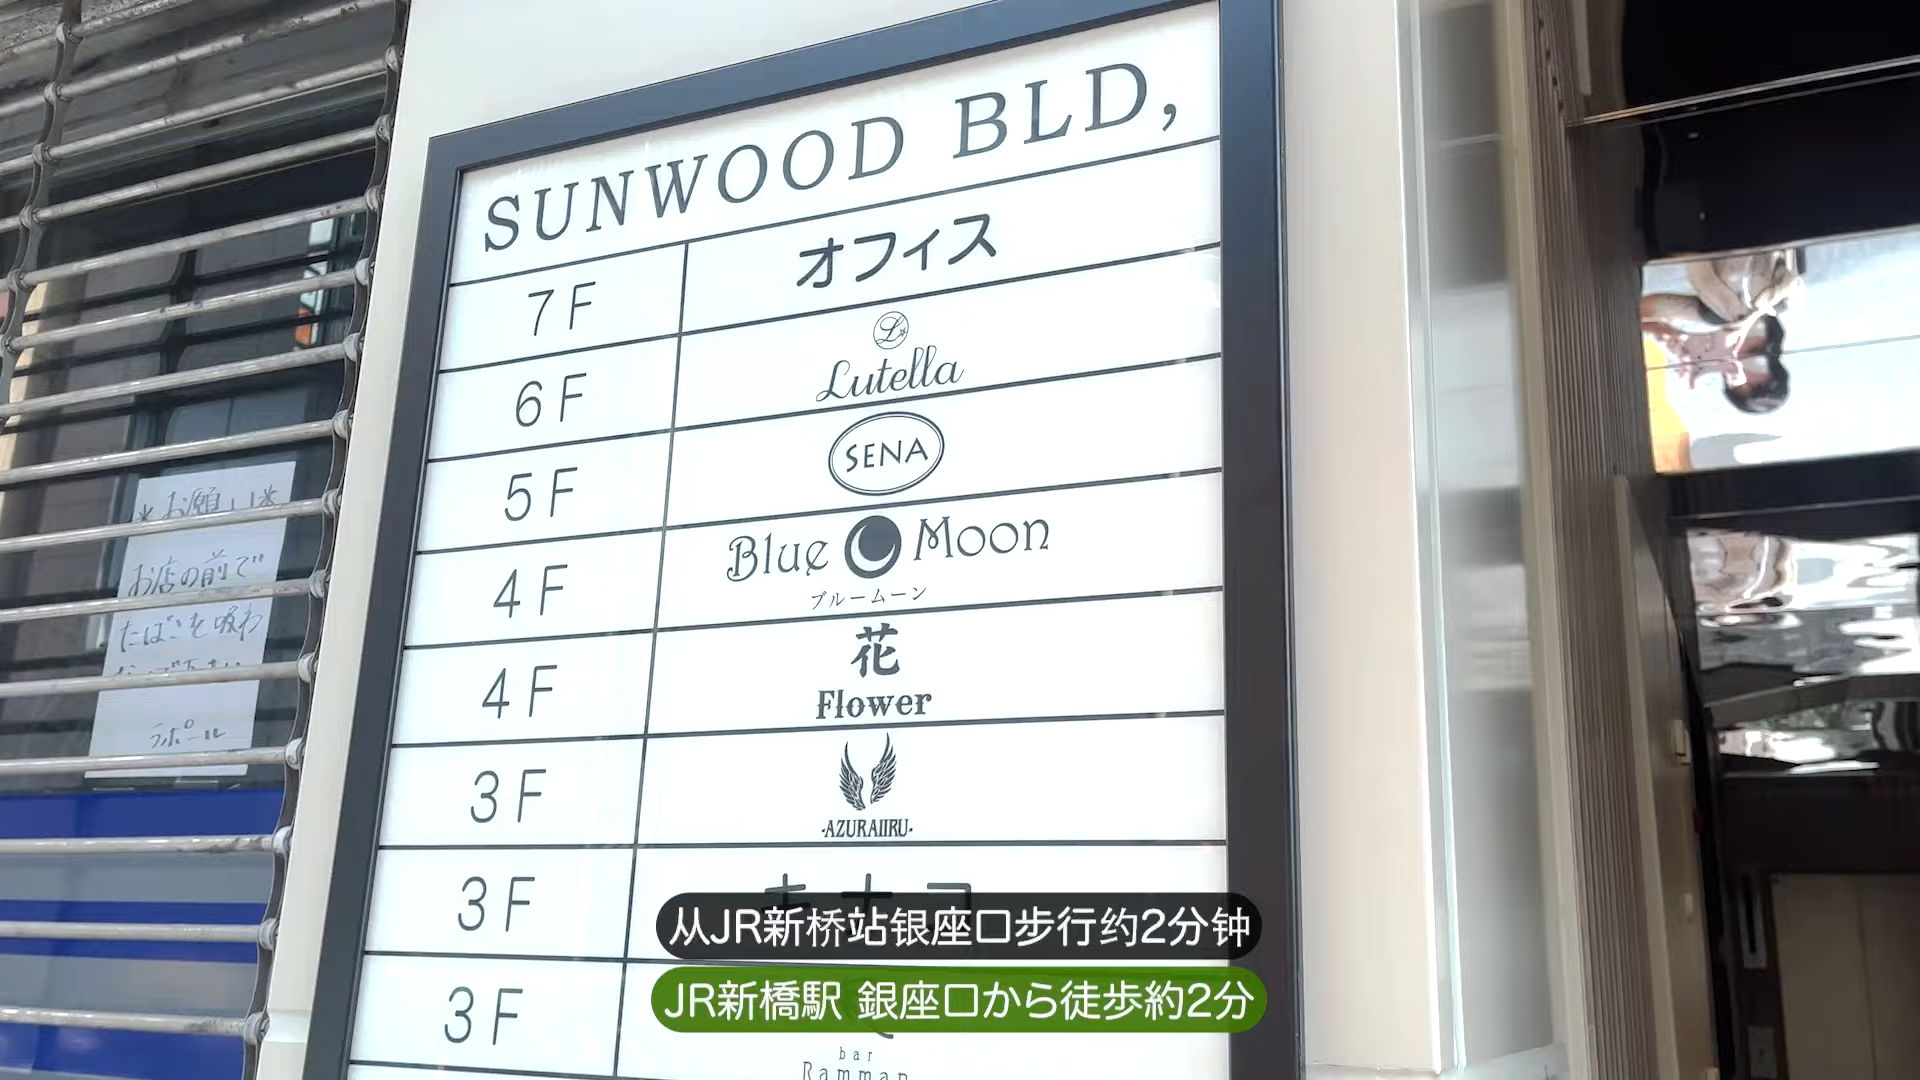 SUNWOOD BLD,
7F オフィス
6F Lutella
5F SENA
4F Blue Moon
ブルームーン
4F 花
Flower
3F -AZURAIIRU-
3F
3F bar
＊お願い＊
お店の前で
たばこを吸わ
ラポール
从JR新桥站银座口步行约2分钟
JR新橋駅 銀座口から徒歩約2分